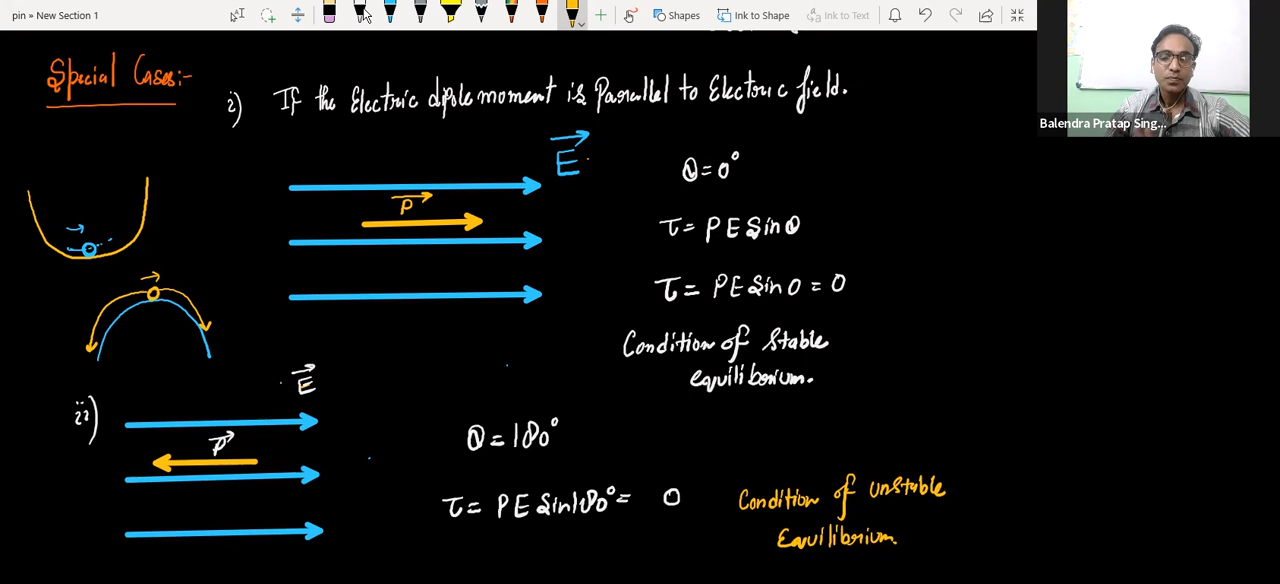 pin » New Section 1
Shapes
Ink to Shape
Ink to Text
Balendra Pratap Sing...
Special Cases:-
i) If the Electric dipole moment is Parallel to Electric field.
E
P
θ = 0°
τ = PE Sin θ
τ = PE Sin 0 = 0
Condition of Stable
equilibrium.
ii)
E
P
θ = 180°
τ = PE Sin180° = 0
Condition of unstable
Equilibrium.